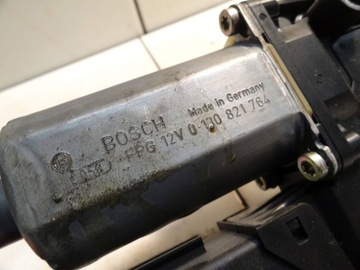 BOSCH
Made in Germany
FPG 12V 0 130 821 764